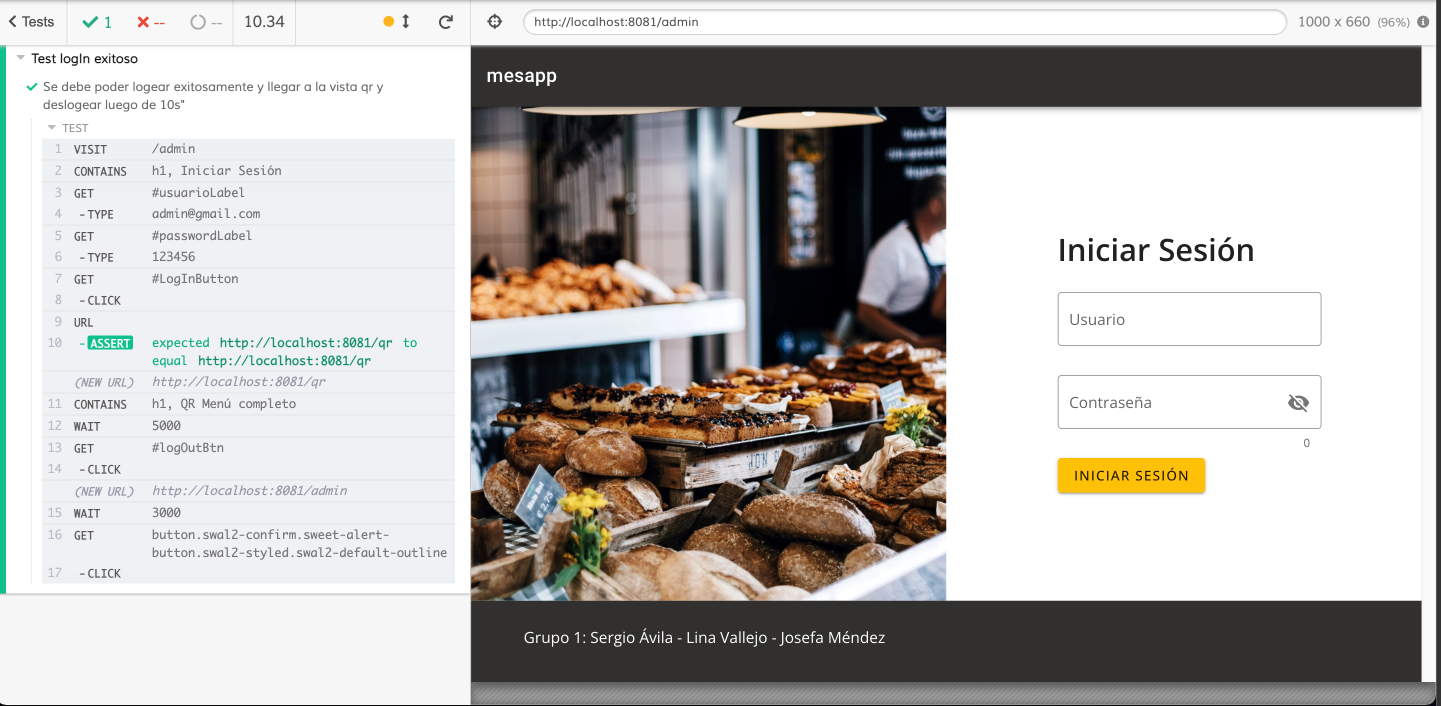 Tests
1
--
--
10.34
http://localhost:8081/admin
1000 x 660 (96%)
Test logIn exitoso
Se debe poder logear exitosamente y llegar a la vista qr y
deslogear luego de 10s"
TEST
1 VISIT /admin
2 CONTAINS h1, Iniciar Sesión
3 GET #usuarioLabel
4 -TYPE admin@gmail.com
5 GET #passwordLabel
6 -TYPE 123456
7 GET #LogInButton
8 -CLICK
9 URL
10 -ASSERT expected http://localhost:8081/qr to
equal http://localhost:8081/qr
(NEW URL) http://localhost:8081/qr
11 CONTAINS h1, QR Menú completo
12 WAIT 5000
13 GET #logOutBtn
14 -CLICK
(NEW URL) http://localhost:8081/admin
15 WAIT 3000
16 GET button.swal2-confirm.sweet-alert-
button.swal2-styled.swal2-default-outline
17 -CLICK
mesapp
Iniciar Sesión
Usuario
Contraseña
0
INICIAR SESIÓN
Grupo 1: Sergio Ávila - Lina Vallejo - Josefa Méndez